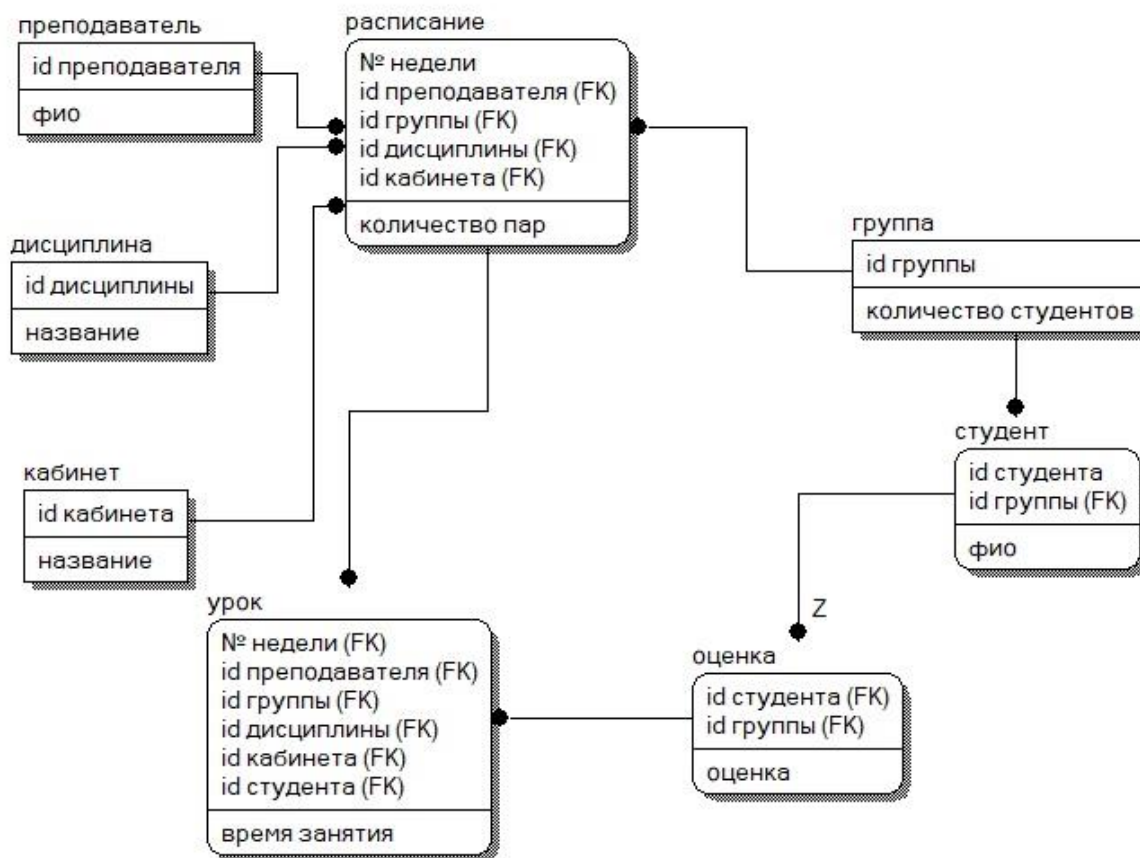 преподаватель
id преподавателя
фио
расписание
№ недели
id преподавателя (FK)
id группы (FK)
id дисциплины (FK)
id кабинета (FK)
количество пар
дисциплина
id дисциплины
название
группа
id группы
количество студентов
кабинет
id кабинета
название
студент
id студента
id группы (FK)
фио
урок
№ недели (FK)
id преподавателя (FK)
id группы (FK)
id дисциплины (FK)
id кабинета (FK)
id студента (FK)
время занятия
Z
оценка
id студента (FK)
id группы (FK)
оценка